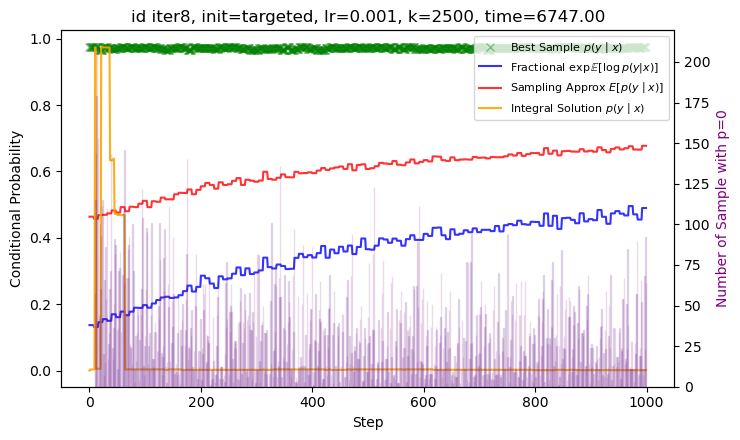 id iter8, init=targeted, lr=0.001, k=2500, time=6747.00
Conditional Probability
1.0
0.8
0.6
0.4
0.2
0.0
Best Sample p(y | x)
Fractional exp𝔼[log p(y|x)]
Sampling Approx E[p(y | x)]
Integral Solution p(y | x)
200
175
150
125
100
75
50
25
0
Number of Sample with p=0
0 200 400 600 800 1000
Step